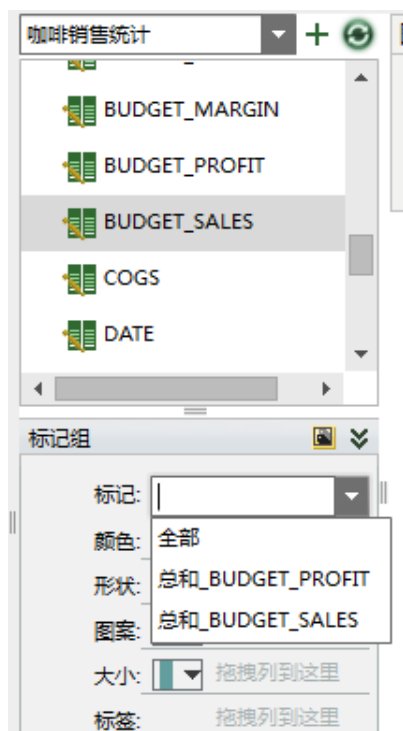 咖啡销售统计
BUDGET_MARGIN
BUDGET_PROFIT
BUDGET_SALES
COGS
DATE
标记组
标记:
全部
颜色:
总和_BUDGET_PROFIT
形状:
总和_BUDGET_SALES
图案:
大小: 拖拽列到这里
标签: 拖拽列到这里